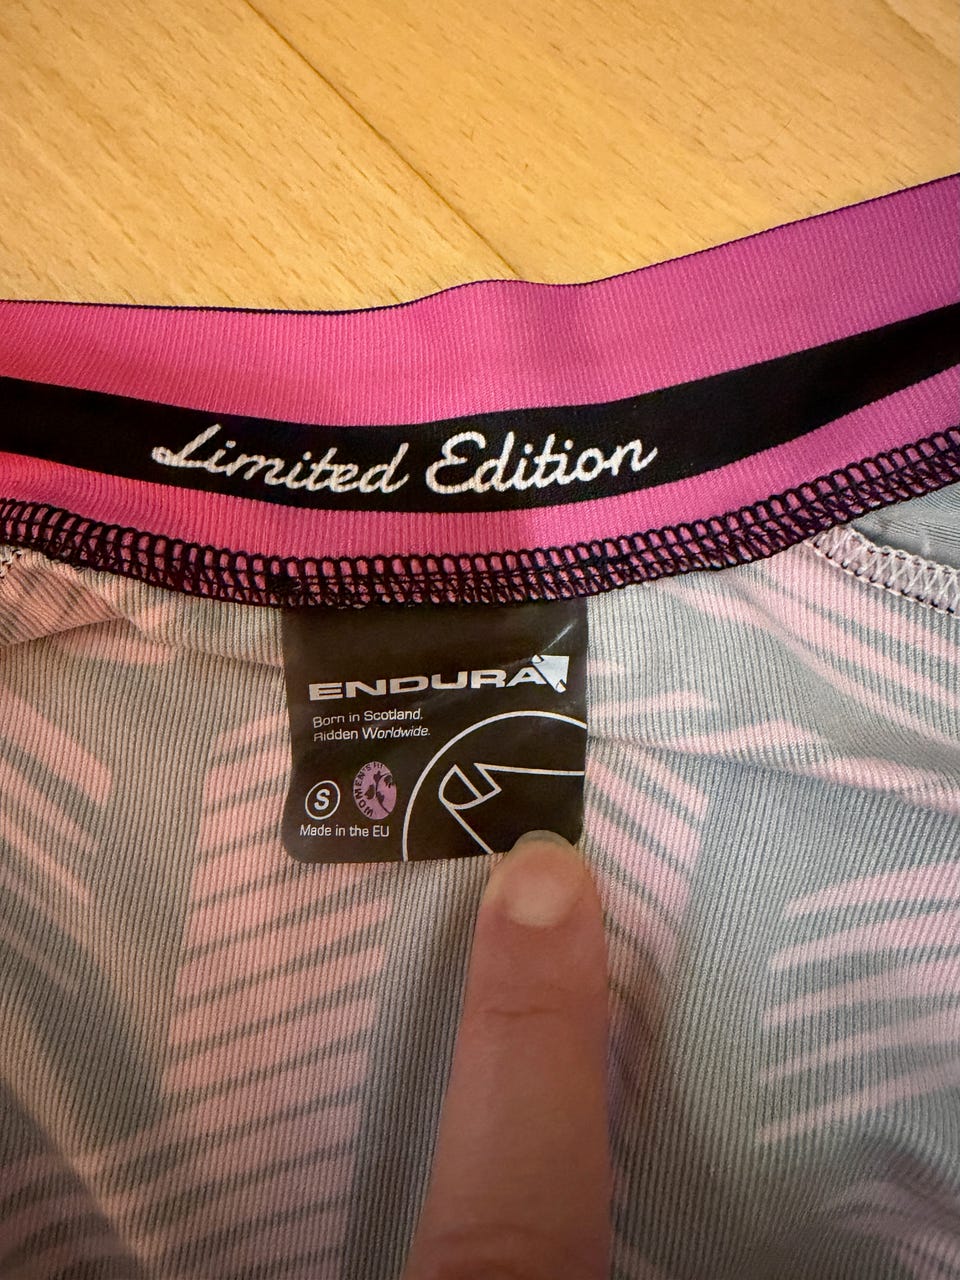 Limited Edition
ENDURA
Born in Scotland.
Ridden Worldwide.
S
Made in the EU